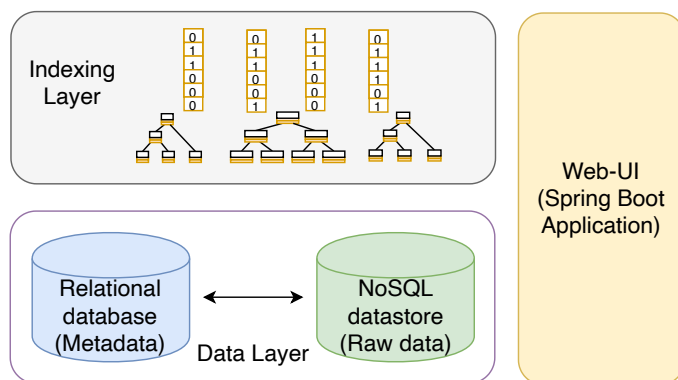 0 0 1 0
1 1 1 1
1 1 1 1
0 0 0 1
0 0 0 0
0 1 0 1
Indexing
Layer
Relational
database
(Metadata)
NoSQL
datastore
(Raw data)
Data Layer
Web-UI
(Spring Boot
Application)